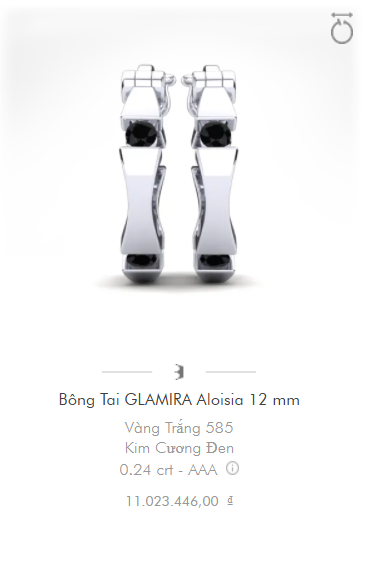 Bông Tai GLAMIRA Aloisia 12 mm
Vàng Trắng 585
Kim Cương Đen
0.24 crt - AAA
11.023.446,00 ₫